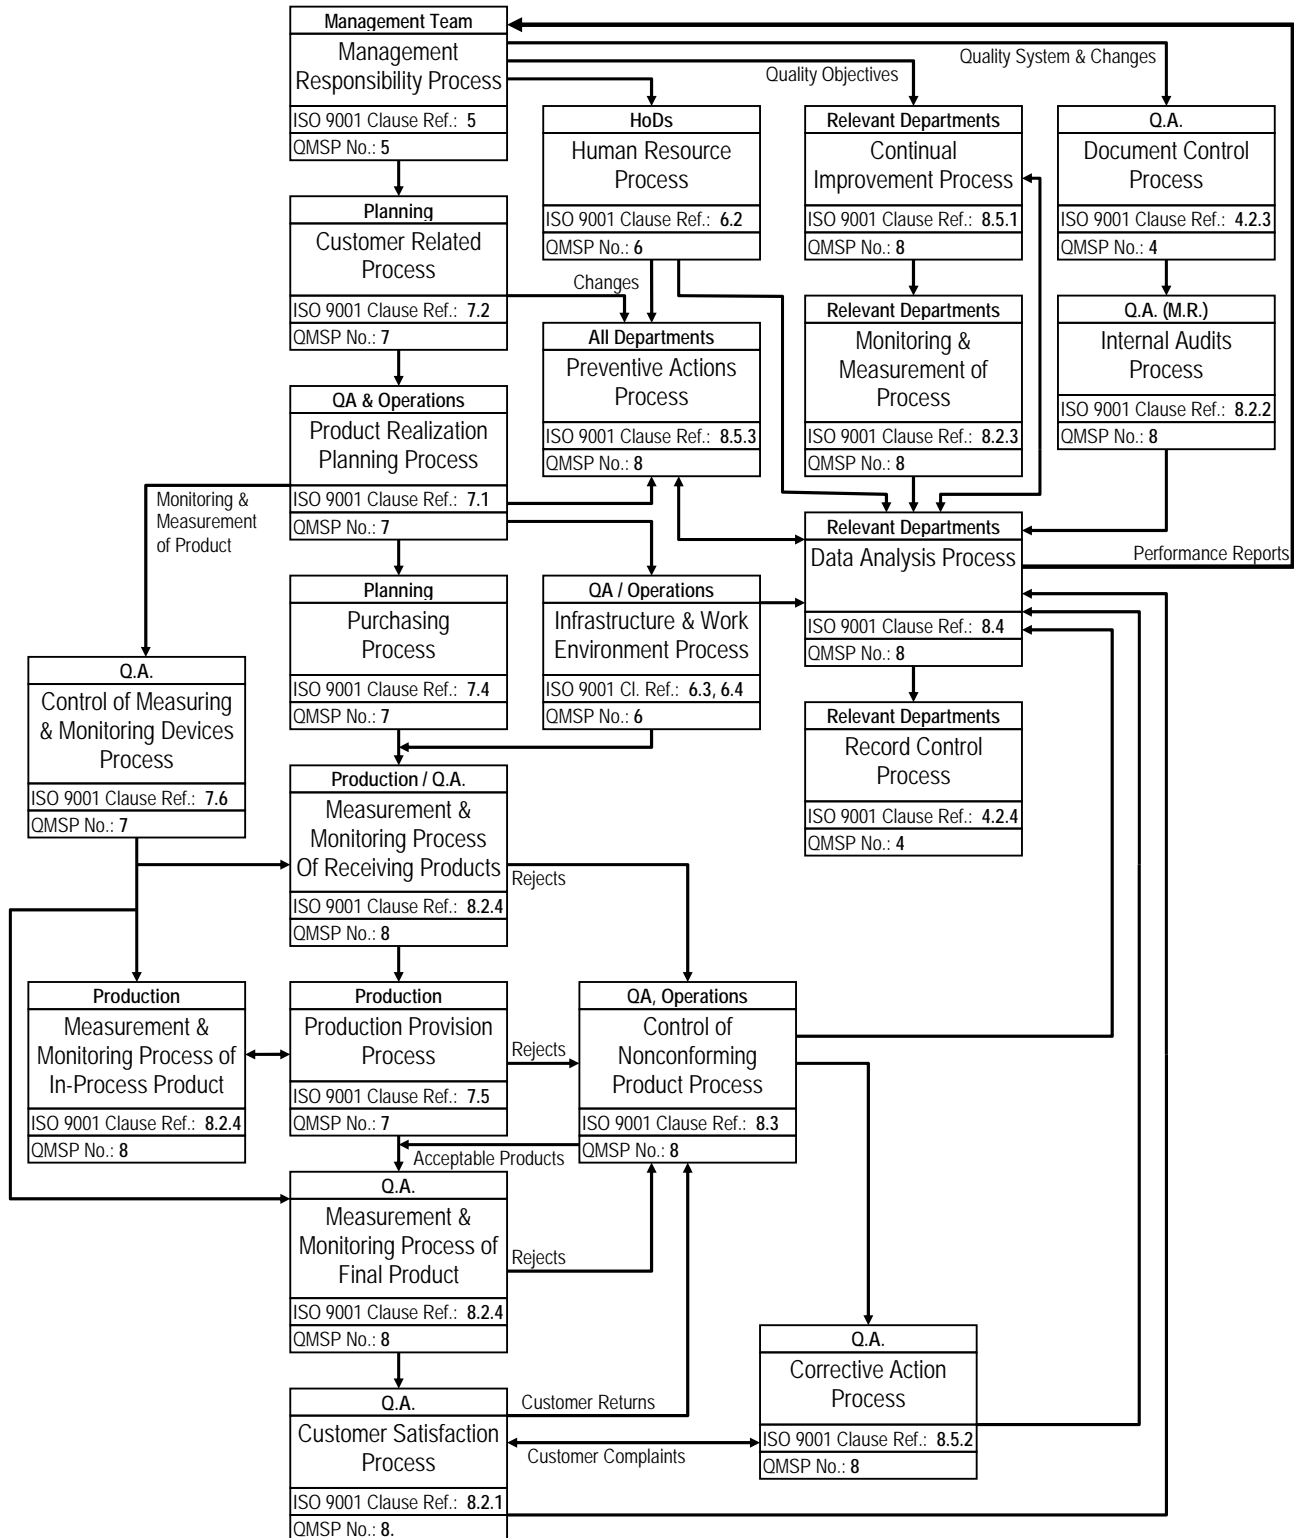 Management Team
Management
Responsibility Process
ISO 9001 Clause Ref.: 5
QMSP No.: 5
Quality Objectives
Quality System & Changes
HoDs
Human Resource
Process
ISO 9001 Clause Ref.: 6.2
QMSP No.: 6
Relevant Departments
Continual
Improvement Process
ISO 9001 Clause Ref.: 8.5.1
QMSP No.: 8
Q.A.
Document Control
Process
ISO 9001 Clause Ref.: 4.2.3
QMSP No.: 4
Planning
Customer Related
Process
ISO 9001 Clause Ref.: 7.2
QMSP No.: 7
Changes
All Departments
Preventive Actions
Process
ISO 9001 Clause Ref.: 8.5.3
QMSP No.: 8
Relevant Departments
Monitoring &
Measurement of
Process
ISO 9001 Clause Ref.: 8.2.3
QMSP No.: 8
Q.A. (M.R.)
Internal Audits
Process
ISO 9001 Clause Ref.: 8.2.2
QMSP No.: 8
QA & Operations
Product Realization
Planning Process
ISO 9001 Clause Ref.: 7.1
QMSP No.: 7
Monitoring &
Measurement
of Product
Relevant Departments
Data Analysis Process
ISO 9001 Clause Ref.: 8.4
QMSP No.: 8
Performance Reports
Planning
Purchasing
Process
ISO 9001 Clause Ref.: 7.4
QMSP No.: 7
QA / Operations
Infrastructure & Work
Environment Process
ISO 9001 Cl. Ref.: 6.3, 6.4
QMSP No.: 6
Q.A.
Control of Measuring
& Monitoring Devices
Process
ISO 9001 Clause Ref.: 7.6
QMSP No.: 7
Relevant Departments
Record Control
Process
ISO 9001 Clause Ref.: 4.2.4
QMSP No.: 4
Production / Q.A.
Measurement &
Monitoring Process
Of Receiving Products
ISO 9001 Clause Ref.: 8.2.4
QMSP No.: 8
Rejects
Production
Measurement &
Monitoring Process of
In-Process Product
ISO 9001 Clause Ref.: 8.2.4
QMSP No.: 8
Production
Production Provision
Process
ISO 9001 Clause Ref.: 7.5
QMSP No.: 7
Rejects
QA, Operations
Control of
Nonconforming
Product Process
ISO 9001 Clause Ref.: 8.3
QMSP No.: 8
Acceptable Products
Q.A.
Measurement &
Monitoring Process of
Final Product
ISO 9001 Clause Ref.: 8.2.4
QMSP No.: 8
Rejects
Q.A.
Corrective Action
Process
ISO 9001 Clause Ref.: 8.5.2
QMSP No.: 8
Q.A.
Customer Satisfaction
Process
ISO 9001 Clause Ref.: 8.2.1
QMSP No.: 8.
Customer Returns
Customer Complaints